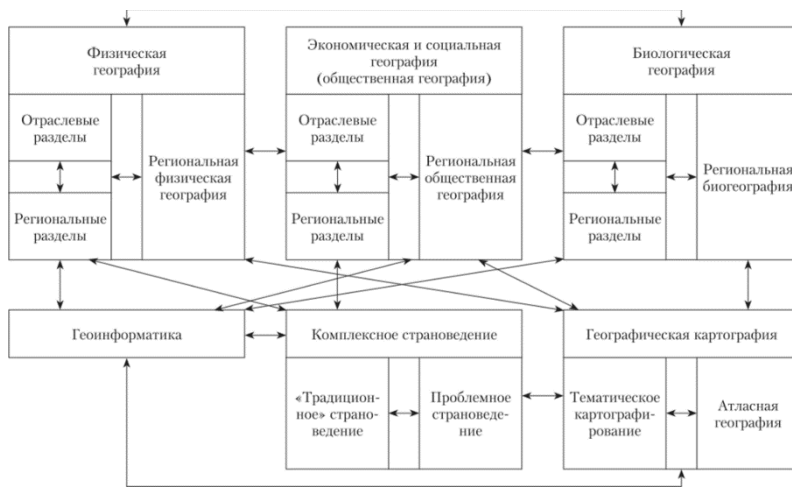 Физическая
география
Экономическая и социальная
география
(общественная география)
Биологическая
география
Отраслевые
разделы
Региональная
физическая
география
Региональные
разделы
Отраслевые
разделы
Региональная
общественная
география
Региональные
разделы
Отраслевые
разделы
Региональная
биогеография
Региональные
разделы
Геоинформатика
Комплексное страноведение
Географическая картография
«Традицион-
ное» страно-
ведение
Проблемное
страноведе-
ние
Тематическое
картографи-
рование
Атласная
география